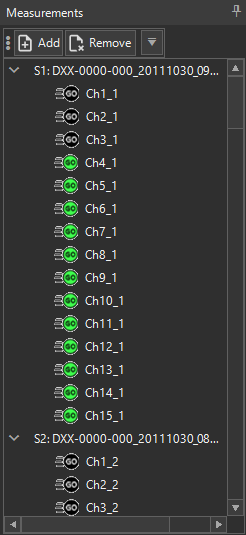 Measurements
Add Remove
S1: DXX-0000-000_20111030_09...
GO Ch1_1
GO Ch2_1
GO Ch3_1
GO Ch4_1
GO Ch5_1
GO Ch6_1
GO Ch7_1
GO Ch8_1
GO Ch9_1
GO Ch10_1
GO Ch11_1
GO Ch12_1
GO Ch13_1
GO Ch14_1
GO Ch15_1
S2: DXX-0000-000_20111030_08...
GO Ch1_2
GO Ch2_2
GO Ch3_2